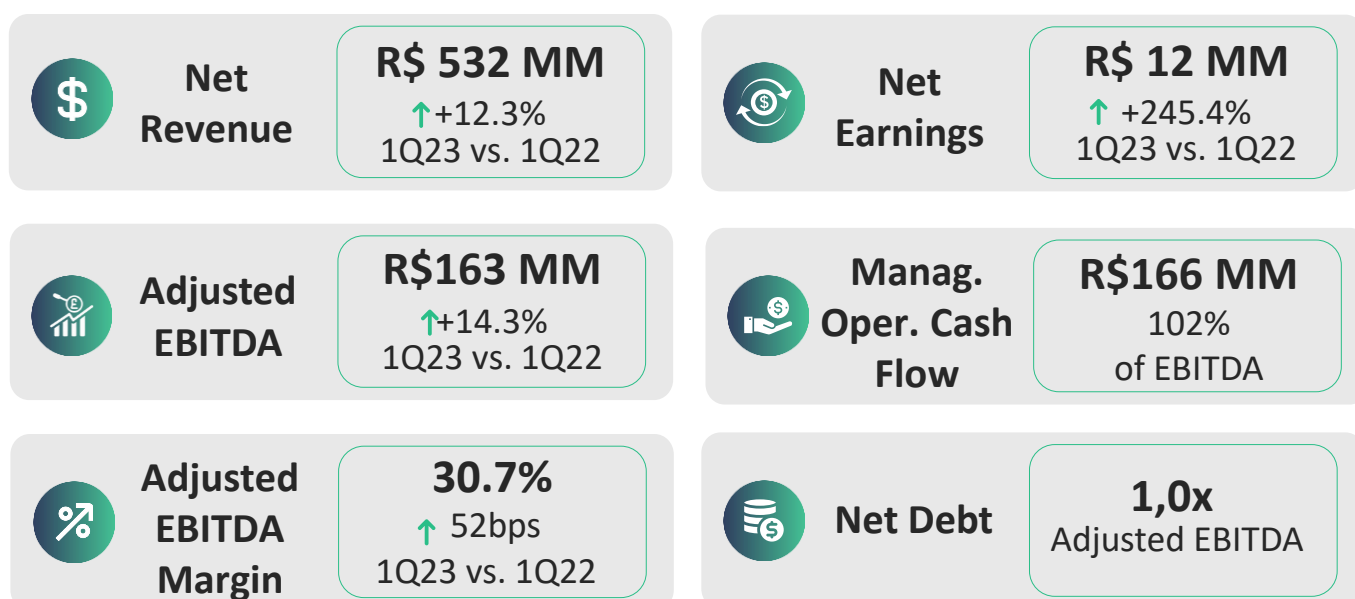 Net
Revenue
R$ 532 MM
↑+12.3%
1Q23 vs. 1Q22
Net
Earnings
R$ 12 MM
↑ +245.4%
1Q23 vs. 1Q22
Adjusted
EBITDA
R$163 MM
↑+14.3%
1Q23 vs. 1Q22
Manag.
Oper. Cash
Flow
R$166 MM
102%
of EBITDA
Adjusted
EBITDA
Margin
30.7%
↑ 52bps
1Q23 vs. 1Q22
Net Debt
1,0x
Adjusted EBITDA